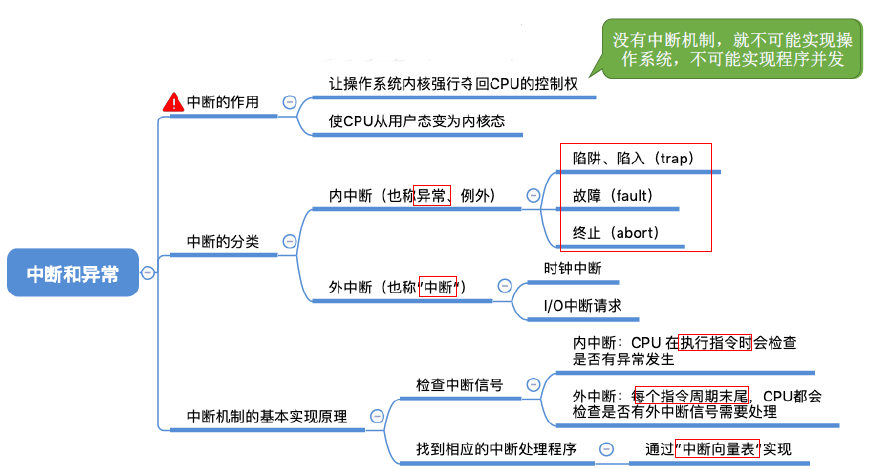 没有中断机制，就不可能实现操
作系统，不可能实现程序并发
让操作系统内核强行夺回CPU的控制权
中断的作用
使CPU从用户态变为内核态
陷阱、陷入（trap）
内中断（也称异常、例外）
故障（fault）
终止（abort）
中断的分类
中断和异常
时钟中断
外中断（也称“中断”）
I/O中断请求
内中断：CPU 在执行指令时会检查
是否有异常发生
检查中断信号
外中断：每个指令周期末尾，CPU都会
检查是否有外中断信号需要处理
中断机制的基本实现原理
找到相应的中断处理程序
通过“中断向量表”实现